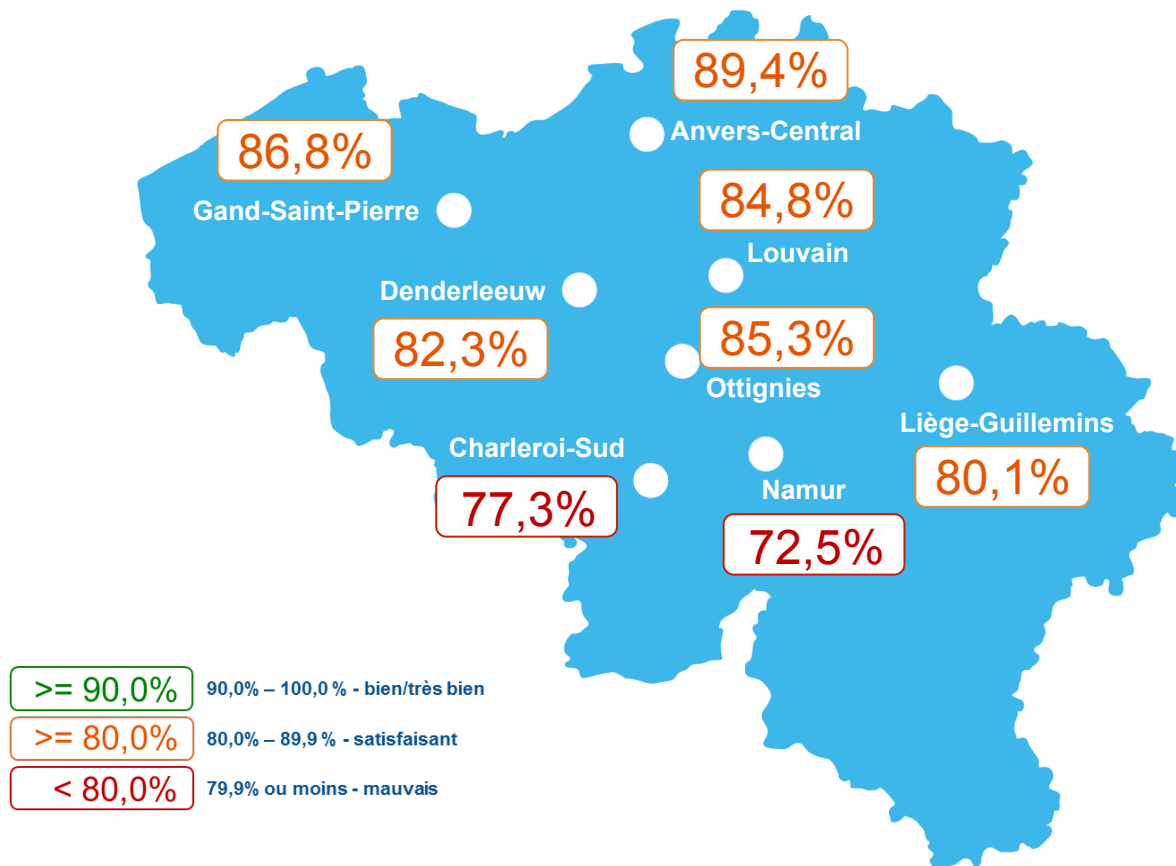 89,4%
Anvers-Central
86,8%
Gand-Saint-Pierre
84,8%
Louvain
Denderleeuw
82,3%
85,3%
Ottignies
Liège-Guillemins
80,1%
Charleroi-Sud
77,3%
Namur
72,5%
>= 90,0% 90,0% – 100,0 % - bien/très bien
>= 80,0% 80,0% – 89,9 % - satisfaisant
< 80,0% 79,9% ou moins - mauvais